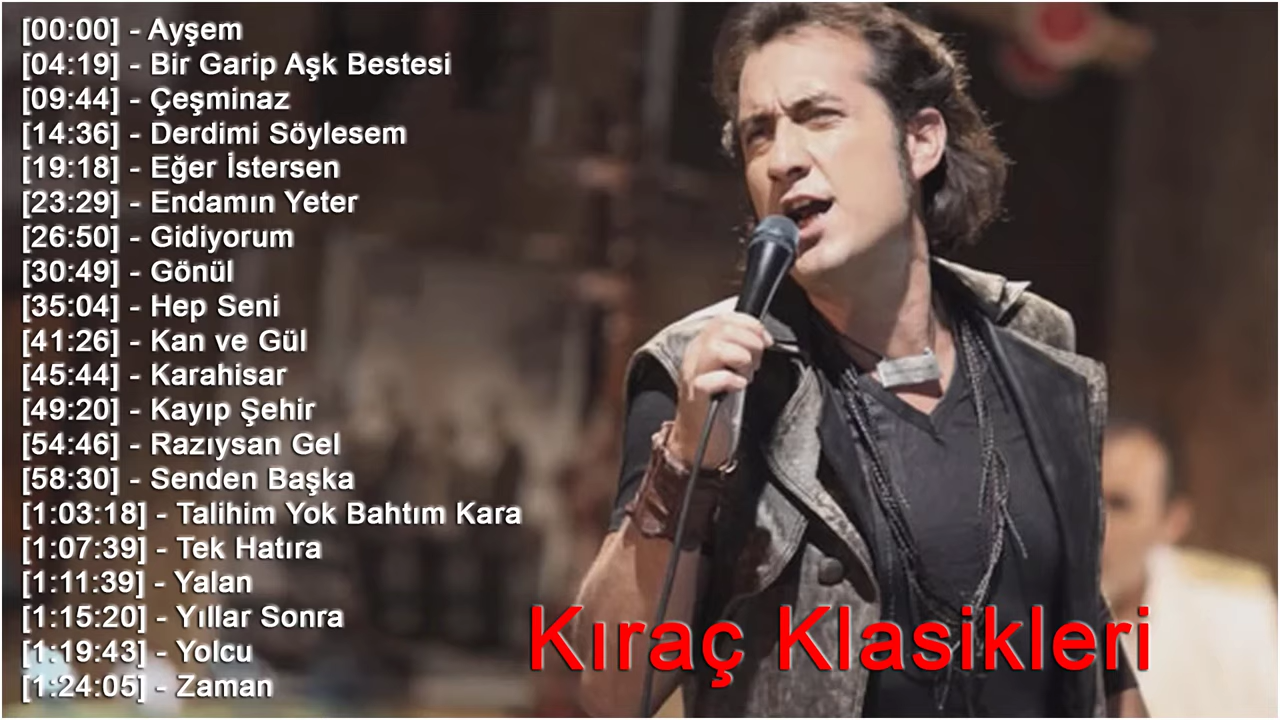 [00:00] - Ayşem
[04:19] - Bir Garip Aşk Bestesi
[09:44] - Çeşminaz
[14:36] - Derdimi Söylesem
[19:18] - Eğer İstersen
[23:29] - Endamın Yeter
[26:50] - Gidiyorum
[30:49] - Gönül
[35:04] - Hep Seni
[41:26] - Kan ve Gül
[45:44] - Karahisar
[49:20] - Kayıp Şehir
[54:46] - Razıysan Gel
[58:30] - Senden Başka
[1:03:18] - Talihim Yok Bahtım Kara
[1:07:39] - Tek Hatıra
[1:11:39] - Yalan
[1:15:20] - Yıllar Sonra
[1:19:43] - Yolcu
[1:24:05] - Zaman
Kıraç Klasikleri